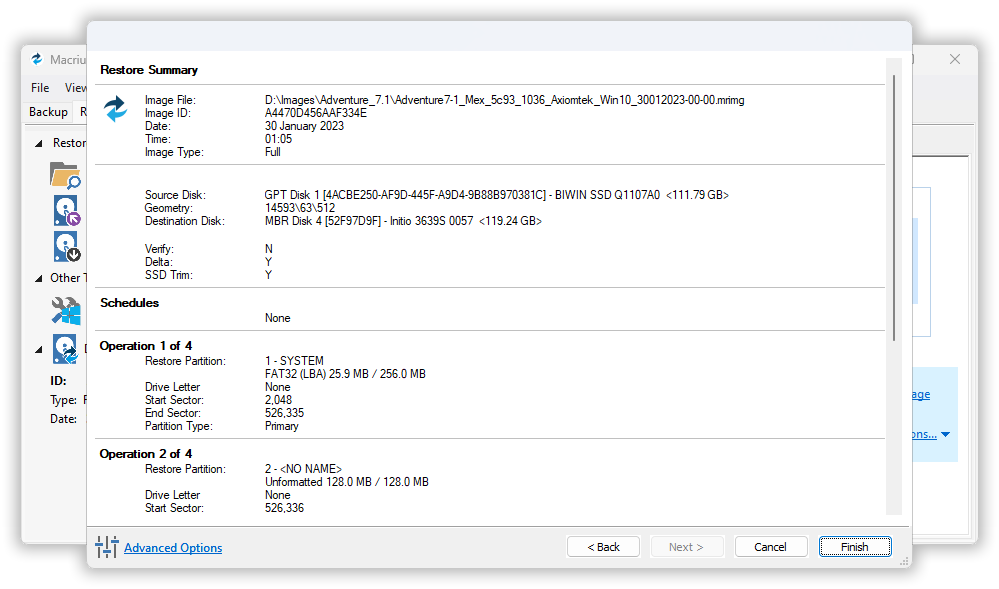 Macriu
File View
Backup R
Restor
Other T
ID:
Type: F
Date:
age
ons...
Restore Summary
Image File: D:\Images\Adventure_7.1\Adventure7-1_Mex_5c93_1036_Axiomtek_Win10_30012023-00-00.mrimg
Image ID: A4470D456AAF334E
Date: 30 January 2023
Time: 01:05
Image Type: Full
Source Disk: GPT Disk 1 [4ACBE250-AF9D-445F-A9D4-9B88B970381C] - BIWIN SSD Q1107A0 <111.79 GB>
Geometry: 14593\63\512
Destination Disk: MBR Disk 4 [52F97D9F] - Initio 3639S 0057 <119.24 GB>
Verify: N
Delta: Y
SSD Trim: Y
Schedules
None
Operation 1 of 4
Restore Partition: 1 - SYSTEM
FAT32 (LBA) 25.9 MB / 256.0 MB
Drive Letter None
Start Sector: 2,048
End Sector: 526,335
Partition Type: Primary
Operation 2 of 4
Restore Partition: 2 - <NO NAME>
Unformatted 128.0 MB / 128.0 MB
Drive Letter None
Start Sector: 526,336
Advanced Options
< Back Next > Cancel Finish